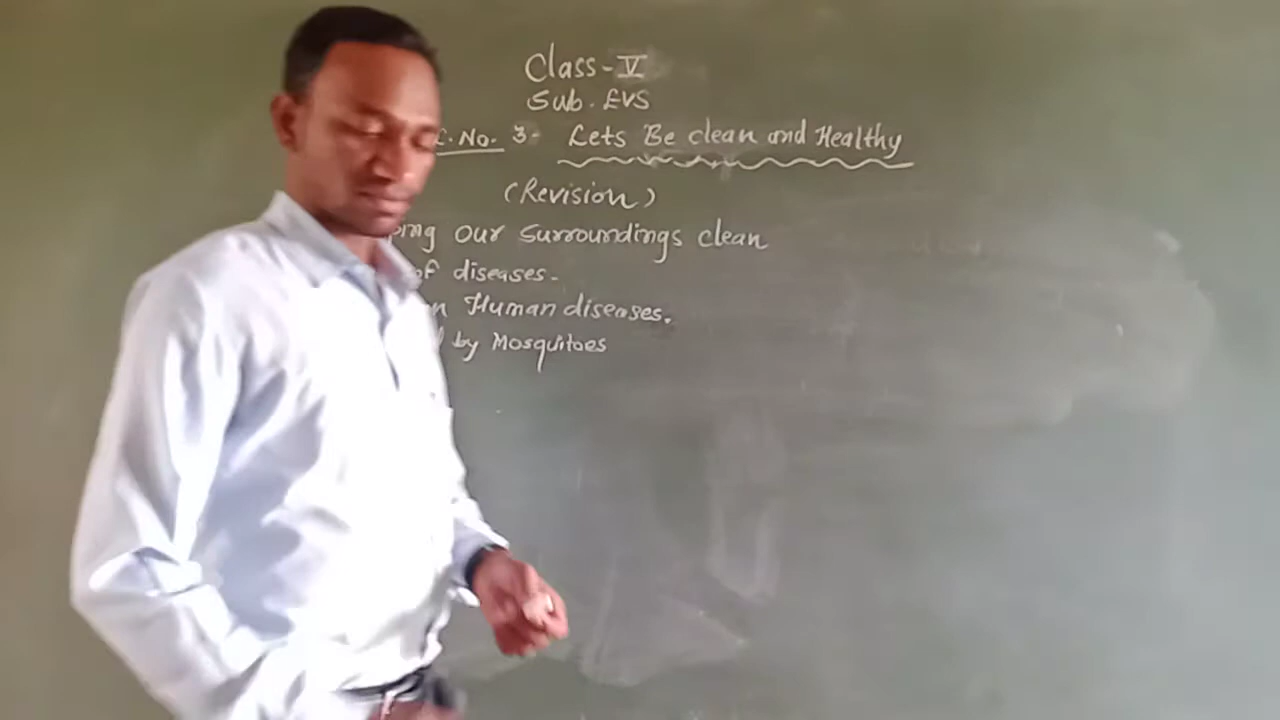 Class - V
Sub. EVS
L. No. 3- Lets Be clean and Healthy
(Revision)
our surroundings clean
of diseases.
Human diseases.
by Mosquitoes